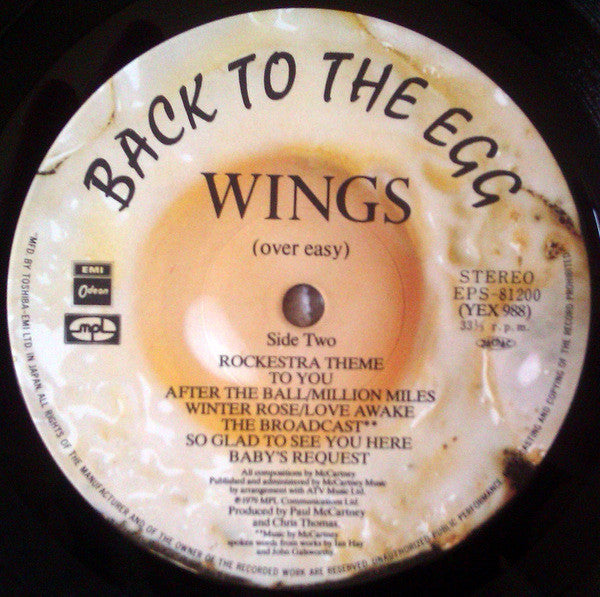 BACK TO THE EGG
WINGS
(over easy)
EMI
Odeon
mpl
STEREO
EPS-81200
(YEX 988)
33⅓ r.p.m.
Side Two
ROCKESTRA THEME
TO YOU
AFTER THE BALL/MILLION MILES
WINTER ROSE/LOVE AWAKE
THE BROADCAST**
SO GLAD TO SEE YOU HERE
BABY'S REQUEST
All compositions by McCartney
Published and administered by McCartney Music
by arrangement with ATV Music Ltd.
℗1979 MPL Communications Ltd.
Produced by Paul McCartney
and Chris Thomas.
**Music by McCartney
spoken words from works by Ian Hay
and John Galsworthy.
"MFD. BY TOSHIBA-EMI LTD. IN JAPAN. ALL RIGHTS OF THE MANUFACTURER AND OF THE OWNER OF THE RECORDED WORK ARE RESERVED. UNAUTHORIZED PUBLIC PERFORMANCE, CASTING AND COPYING OF THE RECORD PROHIBITED